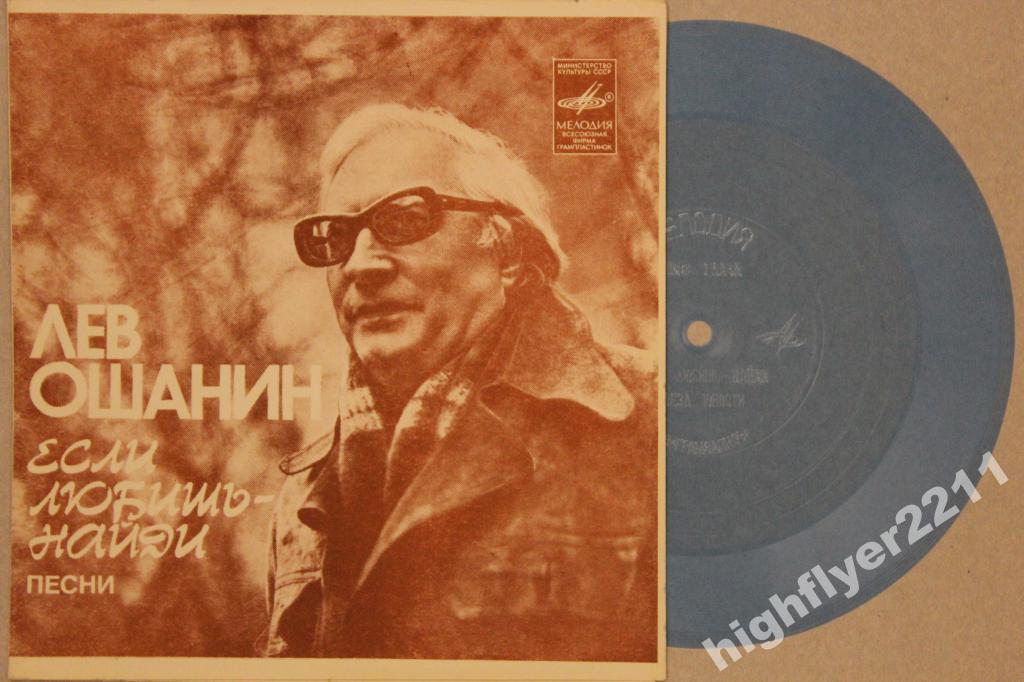 МИНИСТЕРСТВО
КУЛЬТУРЫ СССР
МЕЛОДИЯ
ВСЕСОЮЗНАЯ
ФИРМА
ГРАМПЛАСТИНОК
ЛЕВ
ОШАНИН
ЕСЛИ
ЛЮБИШЬ-
НАЙДИ
ПЕСНИ
highflyer2211